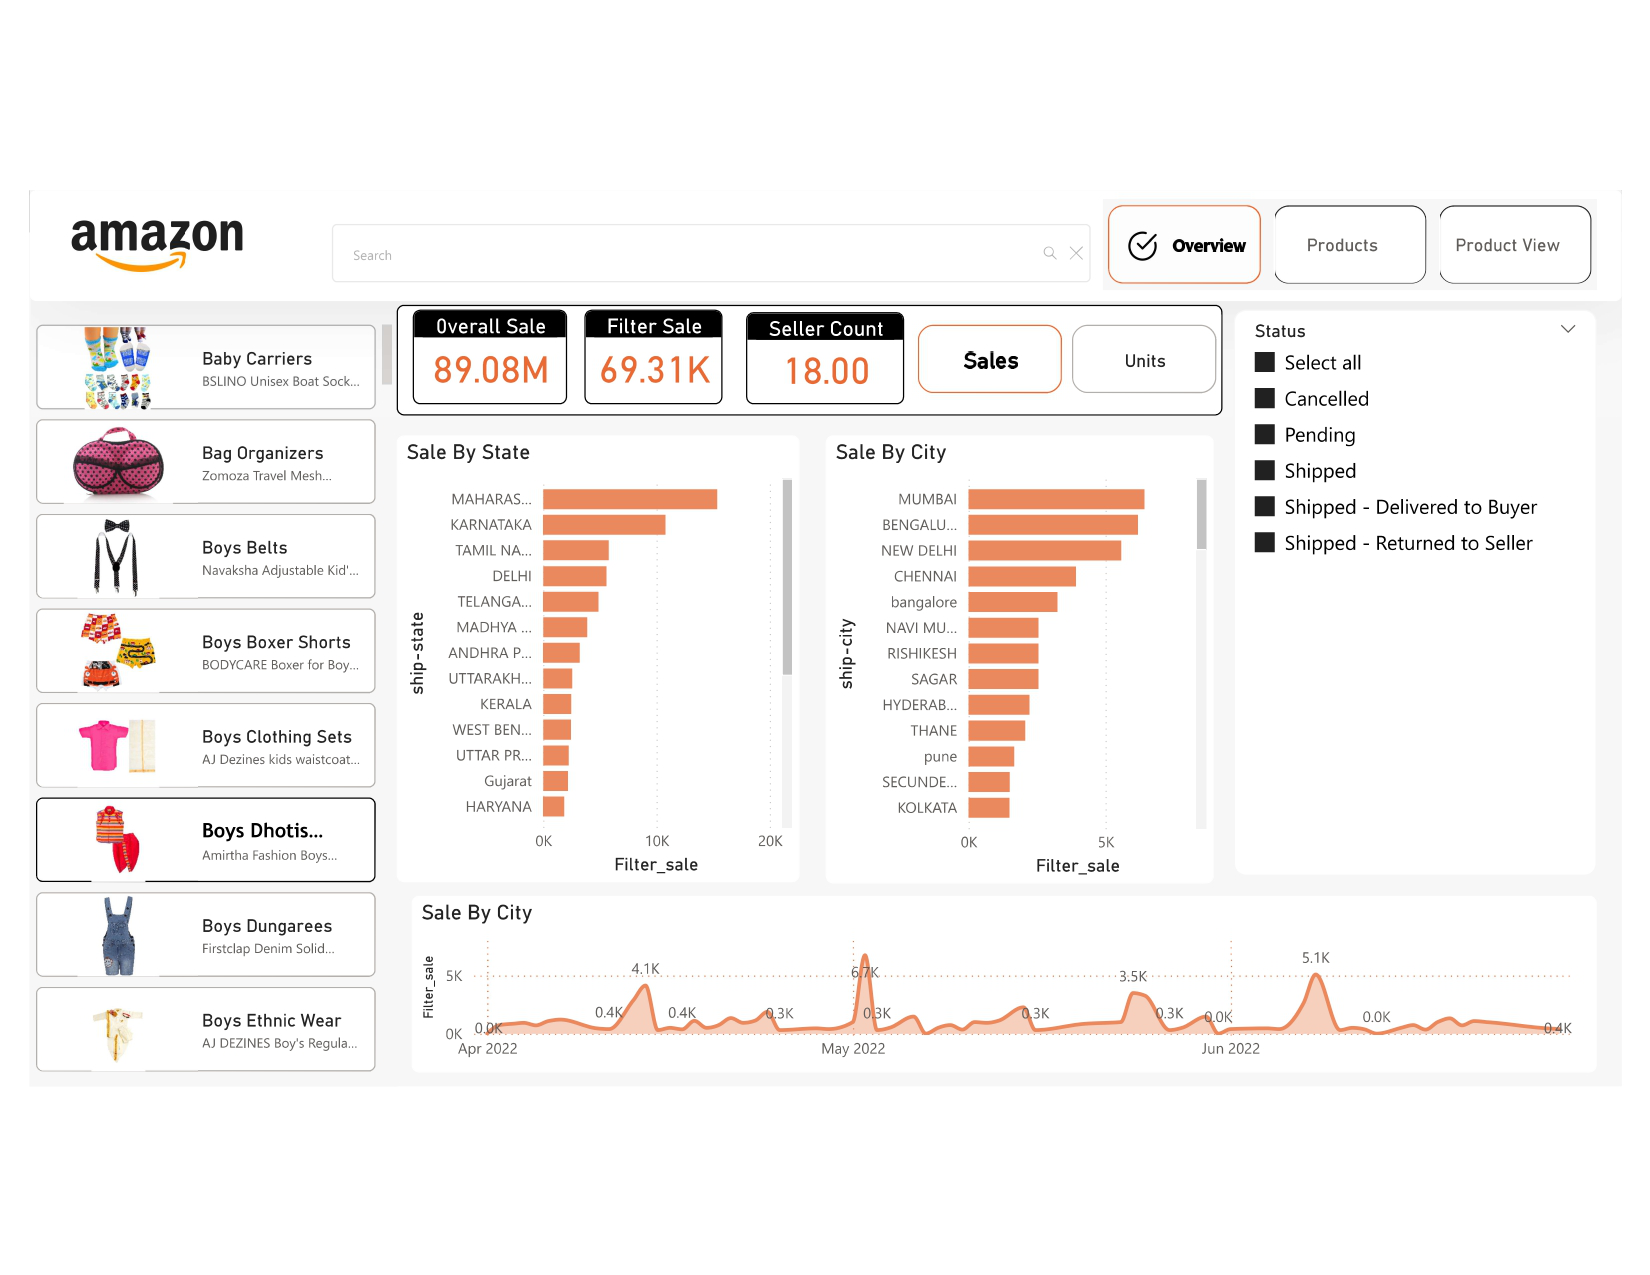 amazon
Search
Overview
Products
Product View
Baby Carriers
BSLINO Unisex Boat Sock...
Bag Organizers
Zomoza Travel Mesh...
Boys Belts
Navaksha Adjustable Kid'...
Boys Boxer Shorts
BODYCARE Boxer for Boy...
Boys Clothing Sets
AJ Dezines kids waistcoat...
Boys Dhotis...
Amirtha Fashion Boys...
Boys Dungarees
Firstclap Denim Solid...
Boys Ethnic Wear
AJ DEZINES Boy's Regula...
Overall Sale
89.08M
Filter Sale
69.31K
Seller Count
18.00
Sales
Units
Status
Select all
Cancelled
Pending
Shipped
Shipped - Delivered to Buyer
Shipped - Returned to Seller
Sale By State
ship-state
MAHARAS...
KARNATAKA
TAMIL NA...
DELHI
TELANGA...
MADHYA ...
ANDHRA P...
UTTARAKH...
KERALA
WEST BEN...
UTTAR PR...
Gujarat
HARYANA
0K 10K 20K
Filter_sale
Sale By City
ship-city
MUMBAI
BENGALU...
NEW DELHI
CHENNAI
bangalore
NAVI MU...
RISHIKESH
SAGAR
HYDERAB...
THANE
pune
SECUNDE...
KOLKATA
0K 5K
Filter_sale
Sale By City
Filter_sale
5K
0K
0.0K 0.4K 4.1K 0.4K 0.3K 6.7K 0.3K 0.3K 3.5K 0.3K 0.0K 5.1K 0.0K 0.4K
Apr 2022 May 2022 Jun 2022